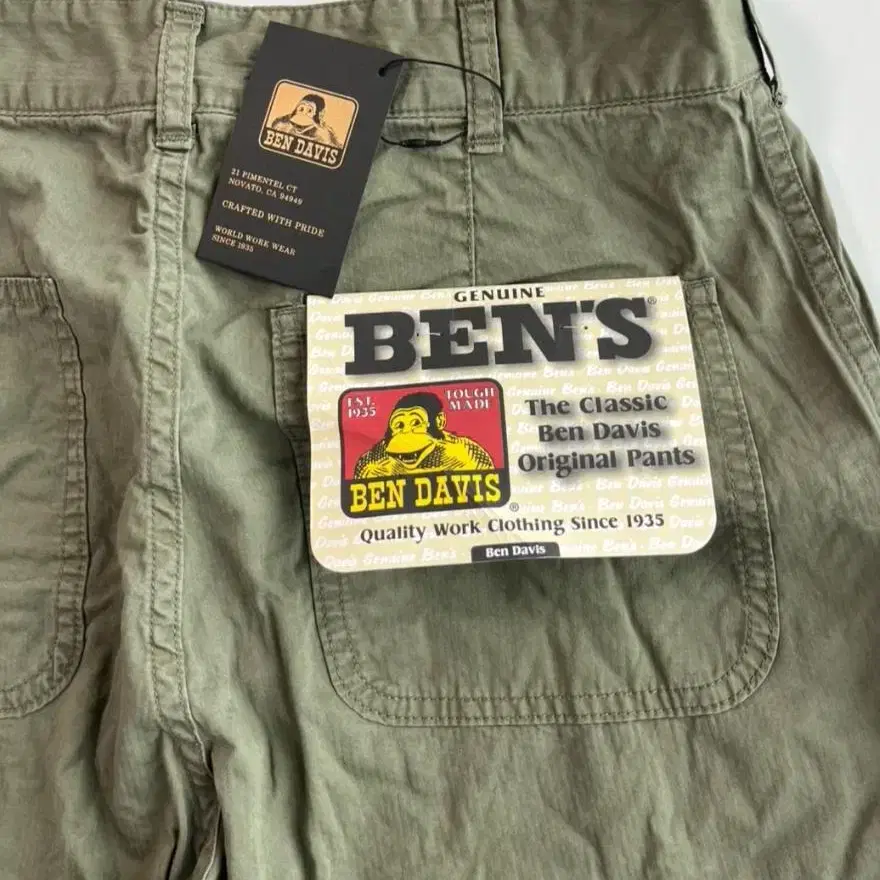 BEN DAVIS
21 PIMENTEL CT
NOVATO, CA 94949
CRAFTED WITH PRIDE
WORLD WORK WEAR
SINCE 1935
GENUINE
BEN'S®
EST.
1935
TOUGH
MADE
BEN DAVIS®
The Classic
Ben Davis
Original Pants
Quality Work Clothing Since 1935
Ben Davis